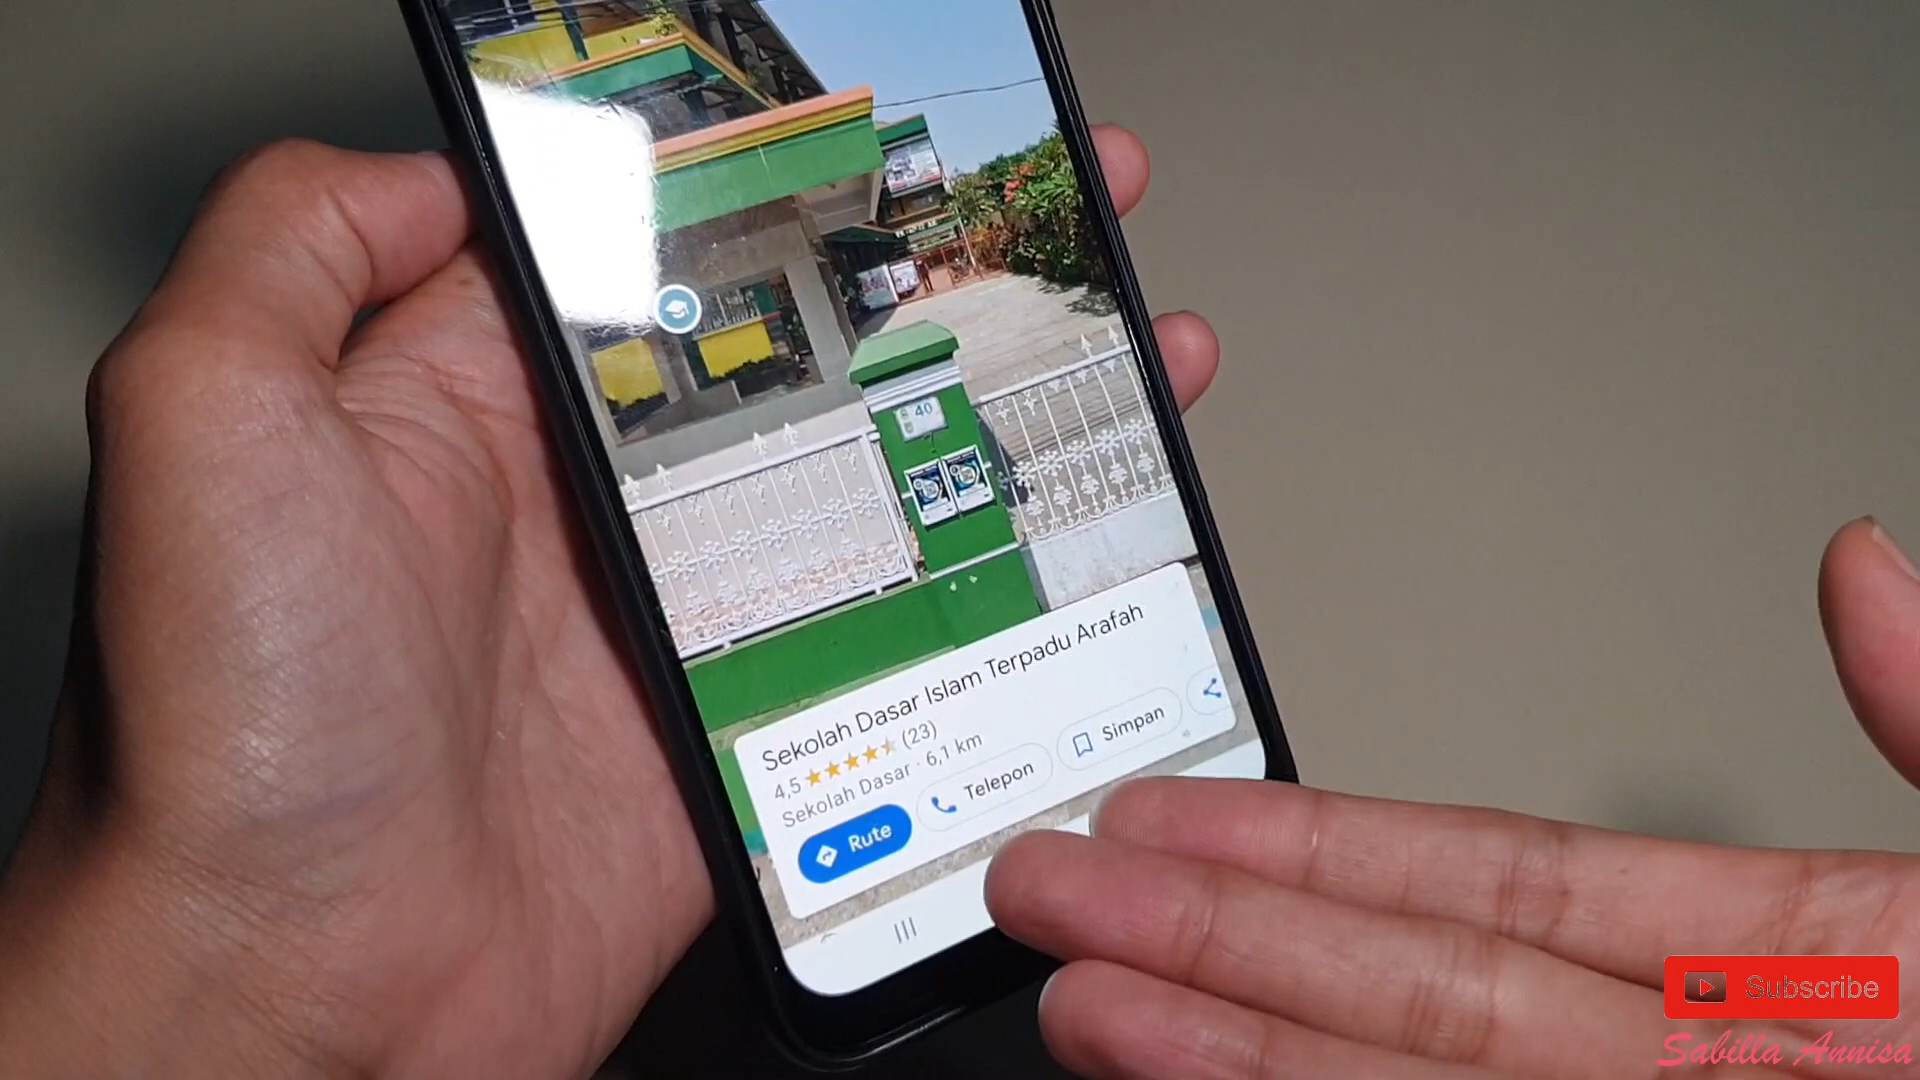 40
Sekolah Dasar Islam Terpadu Arafah
4,5 (23)
Sekolah Dasar · 6,1 km
Rute
Telepon
Simpan
Subscribe
Sabilla Annisa